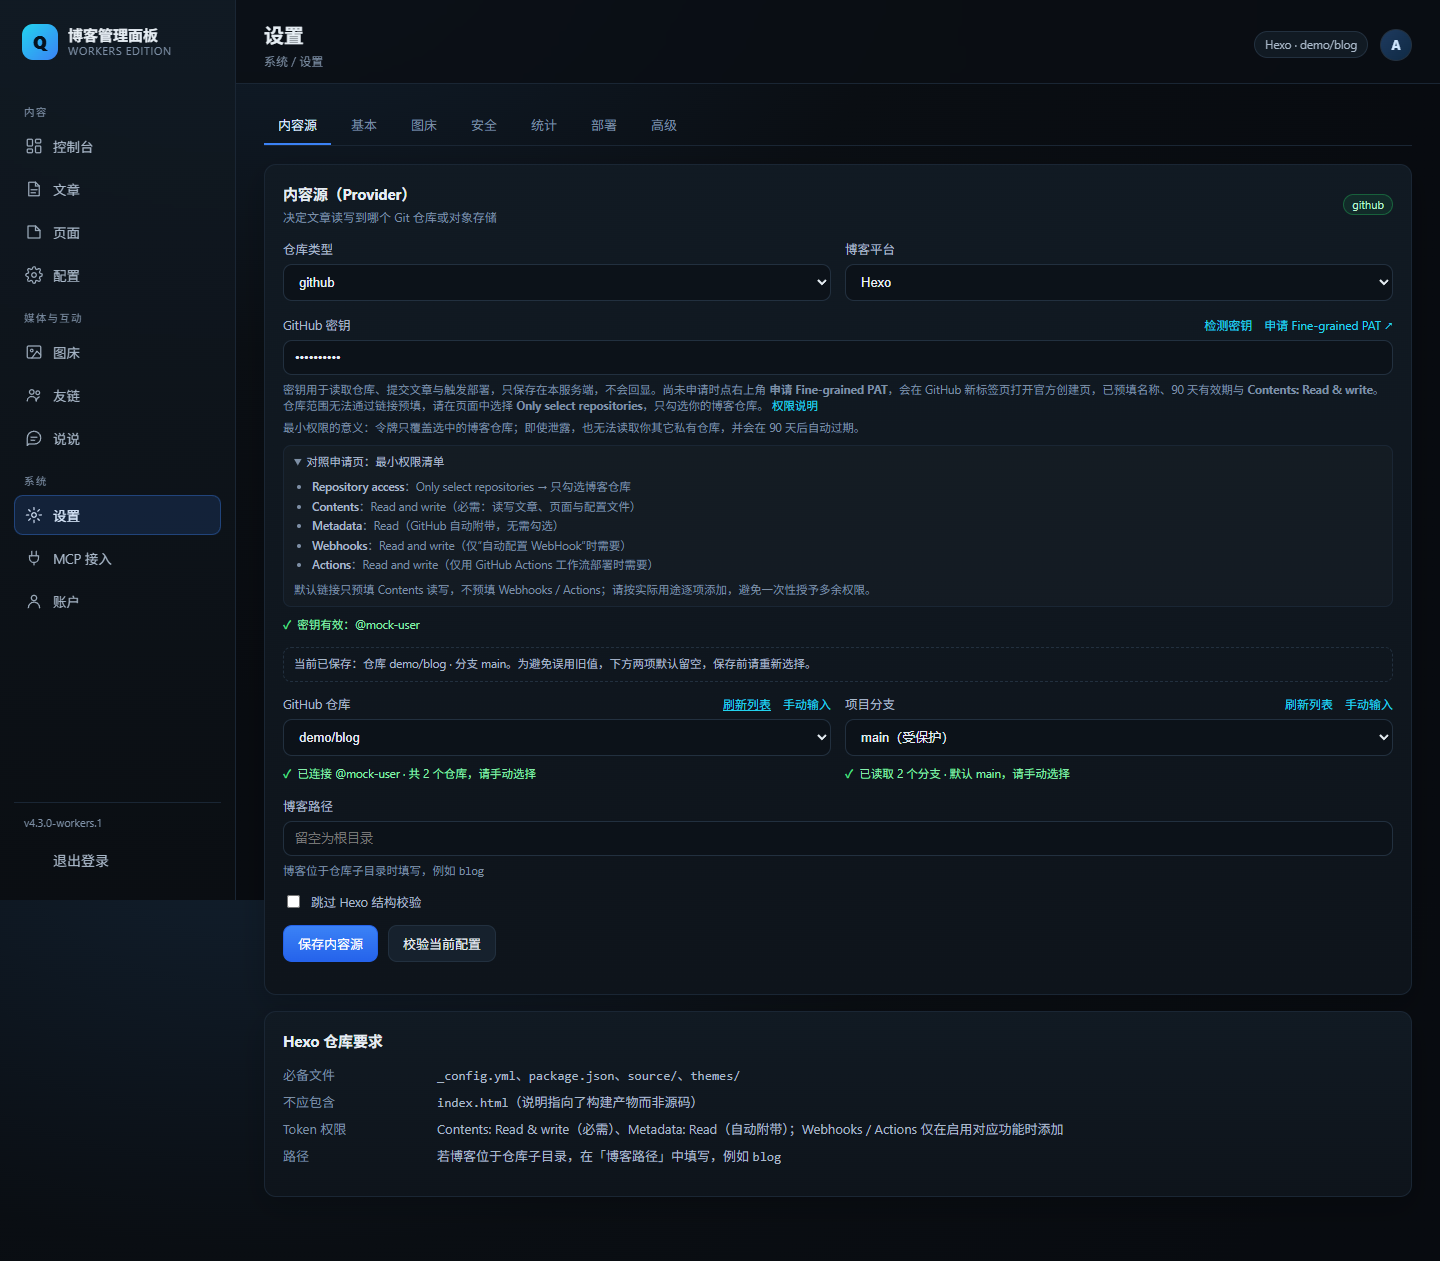 Q
博客管理面板
WORKERS EDITION
内容
控制台
文章
页面
配置
媒体与互动
图床
友链
说说
系统
设置
MCP 接入
账户
v4.3.0-workers.1
退出登录
设置
系统 / 设置
Hexo · demo/blog
A
内容源 基本 图床 安全 统计 部署 高级
内容源（Provider）
决定文章读写到哪个 Git 仓库或对象存储
github
仓库类型
github
博客平台
Hexo
GitHub 密钥
检测密钥 申请 Fine-grained PAT ↗
••••••••••
密钥用于读取仓库、提交文章与触发部署，只保存在本服务端，不会回显。尚未申请时点右上角 申请 Fine-grained PAT，会在 GitHub 新标签页打开官方创建页，已预填名称、90 天有效期与 Contents: Read & write。
仓库范围无法通过链接预填，请在页面中选择 Only select repositories，只勾选你的博客仓库。 权限说明
最小权限的意义：令牌只覆盖选中的博客仓库；即使泄露，也无法读取你其它私有仓库，并会在 90 天后自动过期。
▼ 对照申请页：最小权限清单
• Repository access：Only select repositories → 只勾选博客仓库
• Contents：Read and write（必需：读写文章、页面与配置文件）
• Metadata：Read（GitHub 自动附带，无需勾选）
• Webhooks：Read and write（仅“自动配置 WebHook”时需要）
• Actions：Read and write（仅用 GitHub Actions 工作流部署时需要）
默认链接只预填 Contents 读写，不预填 Webhooks / Actions；请按实际用途逐项添加，避免一次性授予多余权限。
✓ 密钥有效：@mock-user
当前已保存：仓库 demo/blog · 分支 main。为避免误用旧值，下方两项默认留空，保存前请重新选择。
GitHub 仓库
刷新列表 手动输入
demo/blog
✓ 已连接 @mock-user · 共 2 个仓库，请手动选择
项目分支
刷新列表 手动输入
main（受保护）
✓ 已读取 2 个分支 · 默认 main，请手动选择
博客路径
留空为根目录
博客位于仓库子目录时填写，例如 blog
跳过 Hexo 结构校验
保存内容源 校验当前配置
Hexo 仓库要求
必备文件 _config.yml、package.json、source/、themes/
不应包含 index.html（说明指向了构建产物而非源码）
Token 权限 Contents: Read & write（必需）、Metadata: Read（自动附带）；Webhooks / Actions 仅在启用对应功能时添加
路径 若博客位于仓库子目录，在「博客路径」中填写，例如 blog